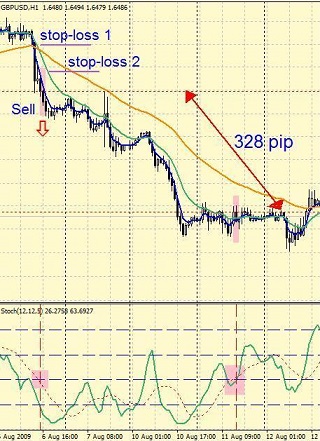 GBPUSD,H1 1.6480 1.6494 1.6479 1.6486
stop-loss 1
stop-loss 2
Sell
328 pip
Stoch(12,12,5) 26.2758 63.6927
Aug 2009 6 Aug 16:00 7 Aug 08:00 10 Aug 01:00 10 Aug 17:00 11 Aug 09:00 12 Aug 01:00 12